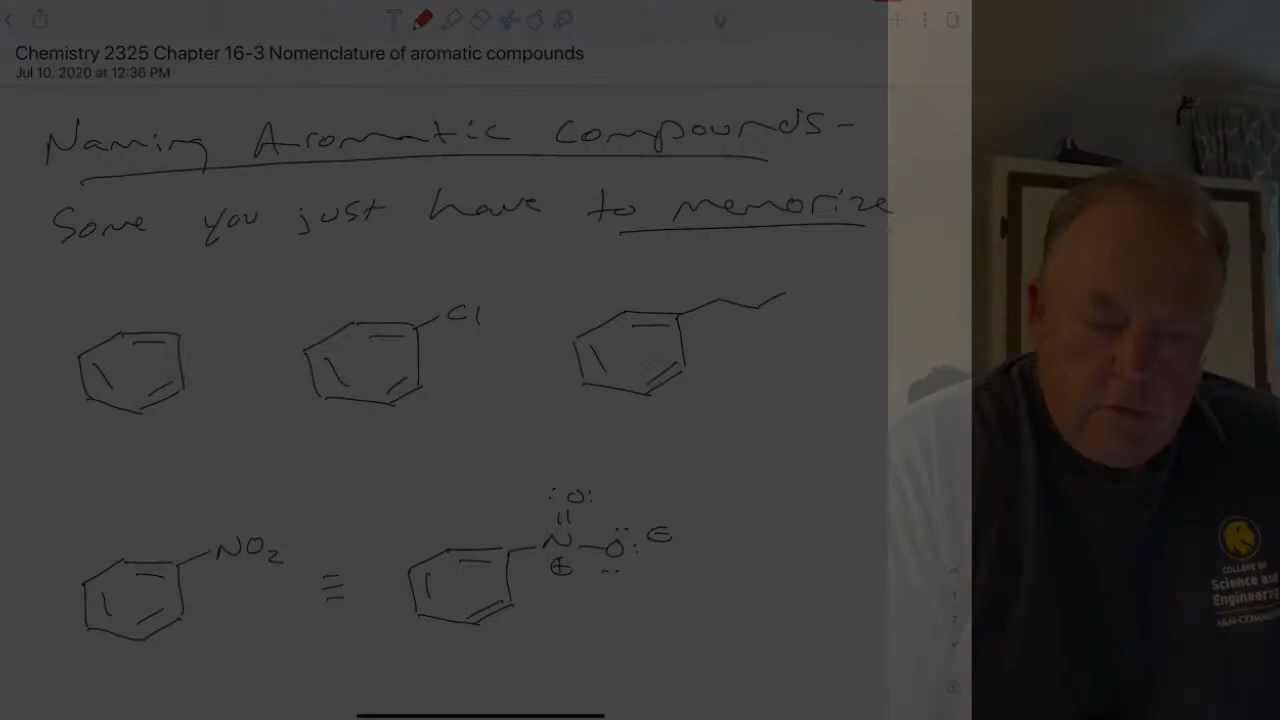 Chemistry 2325 Chapter 16-3 Nomenclature of aromatic compounds
Jul 10, 2020 at 12:36 PM
Naming Aromatic Compounds-
Some you just have to memorize
Cl
NO2 ≡
:O:
N
O
⊕
⊖
COLLEGE OF
Science and
Engineering
A&M-COMM